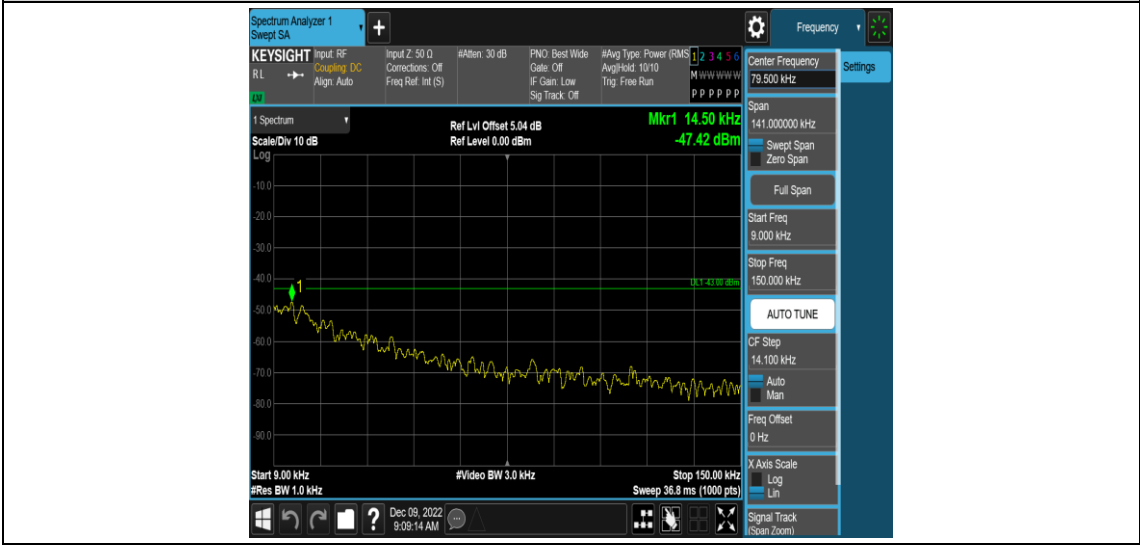 Spectrum Analyzer 1
Swept SA
+
Frequency
KEYSIGHT
RL
LM
Input: RF
Coupling: DC
Align: Auto
Input Z: 50 Ω
Corrections: Off
Freq Ref: Int (S)
#Atten: 30 dB
PNO: Best Wide
Gate: Off
IF Gain: Low
Sig Track: Off
#Avg Type: Power (RMS
Avg|Hold: 10/10
Trig: Free Run
1 2 3 4 5 6
M W W W W W
P P P P P P
1 Spectrum
Scale/Div 10 dB
Log
Ref Lvl Offset 5.04 dB
Ref Level 0.00 dBm
Mkr1 14.50 kHz
-47.42 dBm
-10.0
-20.0
-30.0
-40.0
-50.0
-60.0
-70.0
-80.0
-90.0
1
DL1 -43.00 dBm
Start 9.00 kHz
#Res BW 1.0 kHz
#Video BW 3.0 kHz
Stop 150.00 kHz
Sweep 36.8 ms (1000 pts)
?
Dec 09, 2022
9:09:14 AM
Center Frequency
79.500 kHz
Span
141.000000 kHz
Swept Span
Zero Span
Full Span
Start Freq
9.000 kHz
Stop Freq
150.000 kHz
AUTO TUNE
CF Step
14.100 kHz
Auto
Man
Freq Offset
0 Hz
X Axis Scale
Log
Lin
Signal Track
(Span Zoom)
Settings